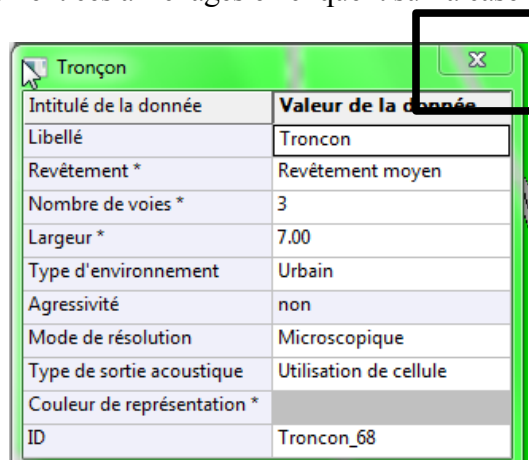 Tronçon
Intitulé de la donnée Valeur de la donnée
Libellé Troncon
Revêtement * Revêtement moyen
Nombre de voies * 3
Largeur * 7.00
Type d'environnement Urbain
Agressivité non
Mode de résolution Microscopique
Type de sortie acoustique Utilisation de cellule
Couleur de représentation *
ID Troncon_68